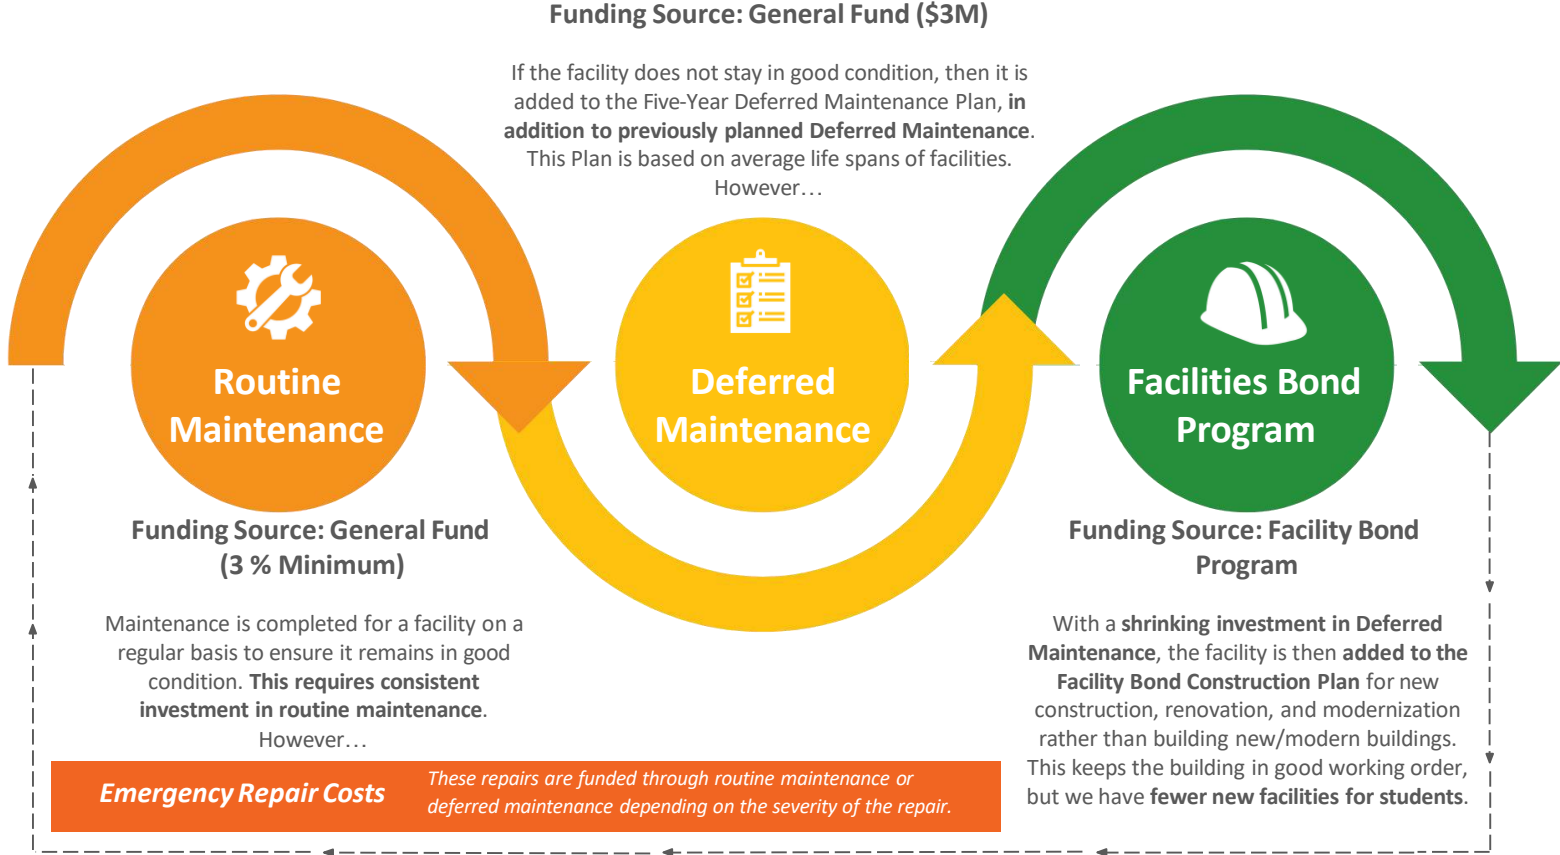 Funding Source: General Fund ($3M)
If the facility does not stay in good condition, then it is
added to the Five-Year Deferred Maintenance Plan, in
addition to previously planned Deferred Maintenance.
This Plan is based on average life spans of facilities.
However...
Routine
Maintenance
Deferred
Maintenance
Facilities Bond
Program
Funding Source: General Fund
(3 % Minimum)
Maintenance is completed for a facility on a
regular basis to ensure it remains in good
condition. This requires consistent
investment in routine maintenance.
However...
Funding Source: Facility Bond
Program
With a shrinking investment in Deferred
Maintenance, the facility is then added to the
Facility Bond Construction Plan for new
construction, renovation, and modernization
rather than building new/modern buildings.
This keeps the building in good working order,
but we have fewer new facilities for students.
Emergency Repair Costs
These repairs are funded through routine maintenance or
deferred maintenance depending on the severity of the repair.